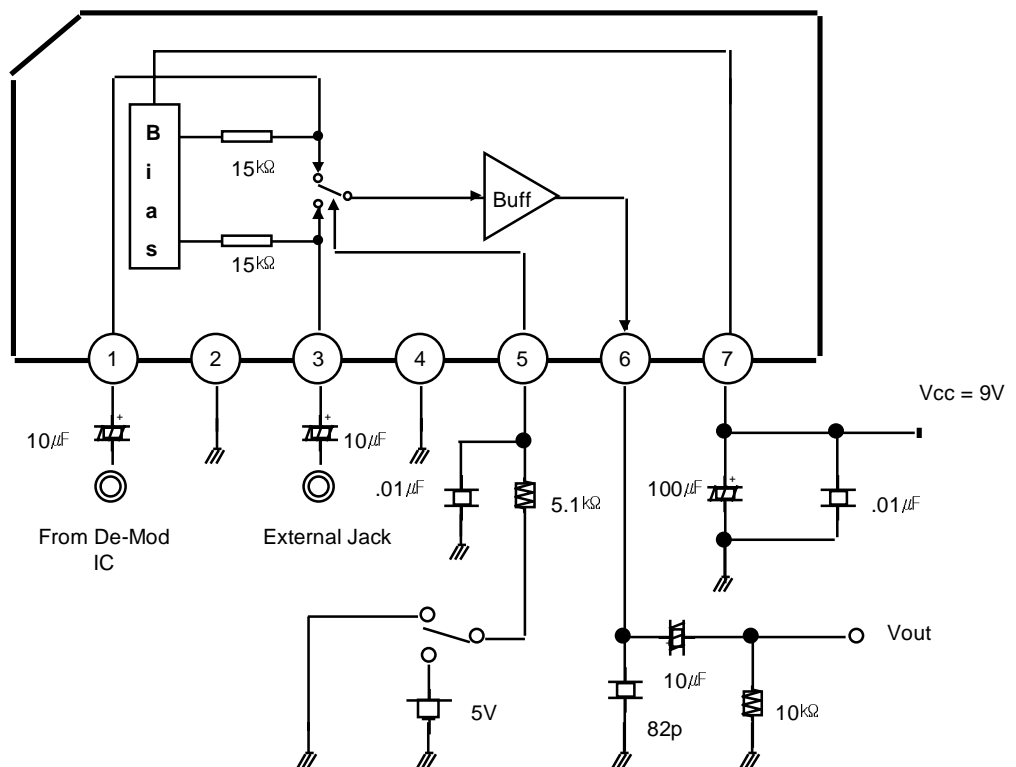 B
i
a
s
15kΩ
15kΩ
Buff
1
2
3
4
5
6
7
Vcc = 9V
10µF
10µF
.01µF
5.1kΩ
100µF
.01µF
From De-Mod
IC
External Jack
Vout
10µF
5V
82p
10kΩ